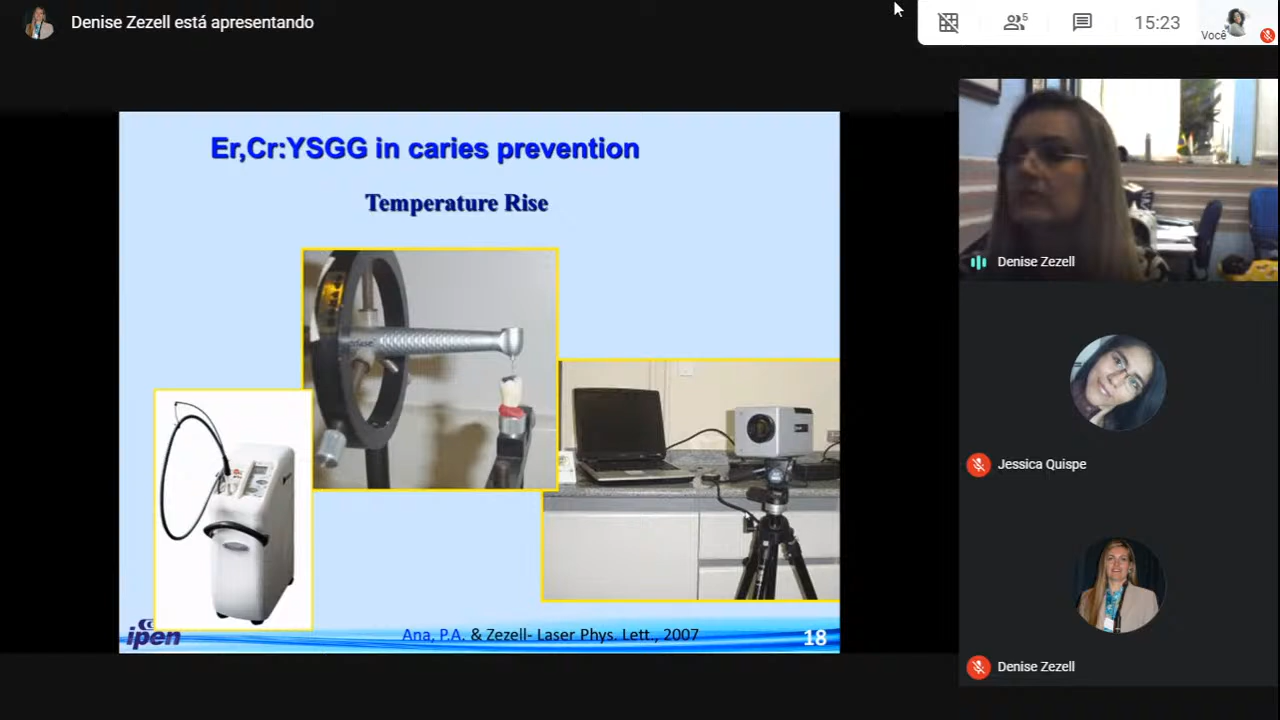 Denise Zezell está apresentando
5
15:23
Você
Er,Cr:YSGG in caries prevention
Temperature Rise
ipen
Ana, P.A. & Zezell- Laser Phys. Lett., 2007
18
Denise Zezell
Jessica Quispe
Denise Zezell